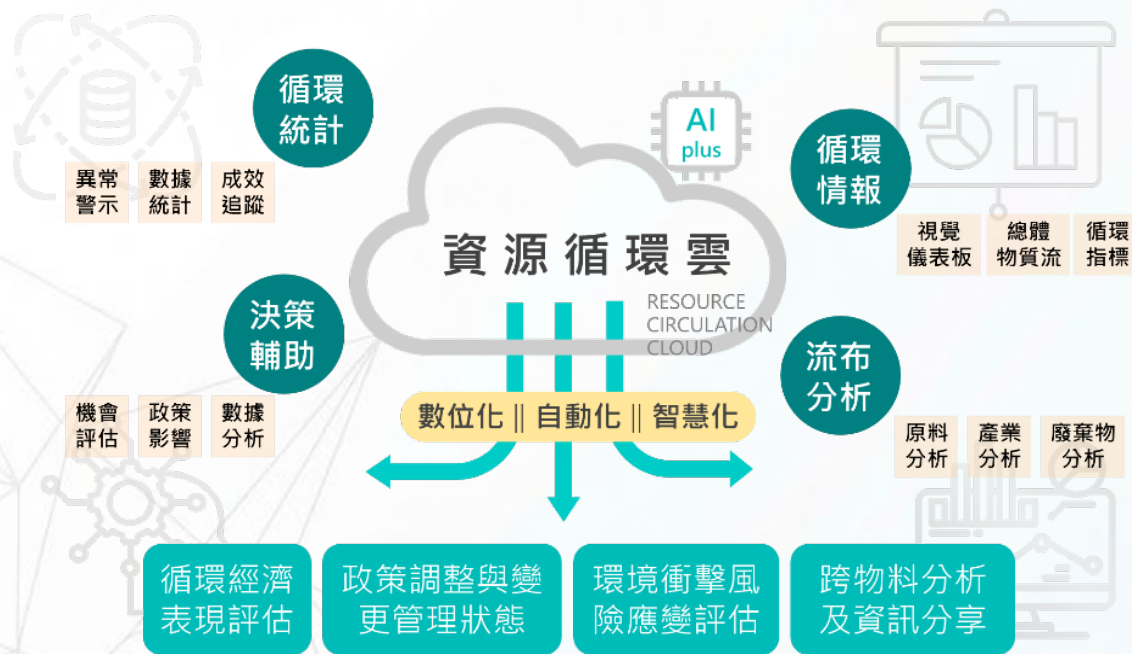 循環
統計
異常
警示
數據
統計
成效
追蹤
AI
plus
循環
情報
視覺
儀表板
總體
物質流
循環
指標
資源循環雲
RESOURCE
CIRCULATION
CLOUD
決策
輔助
機會
評估
政策
影響
數據
分析
流布
分析
原料
分析
產業
分析
廢棄物
分析
數位化 || 自動化 || 智慧化
循環經濟
表現評估
政策調整與變
更管理狀態
環境衝擊風
險應變評估
跨物料分析
及資訊分享